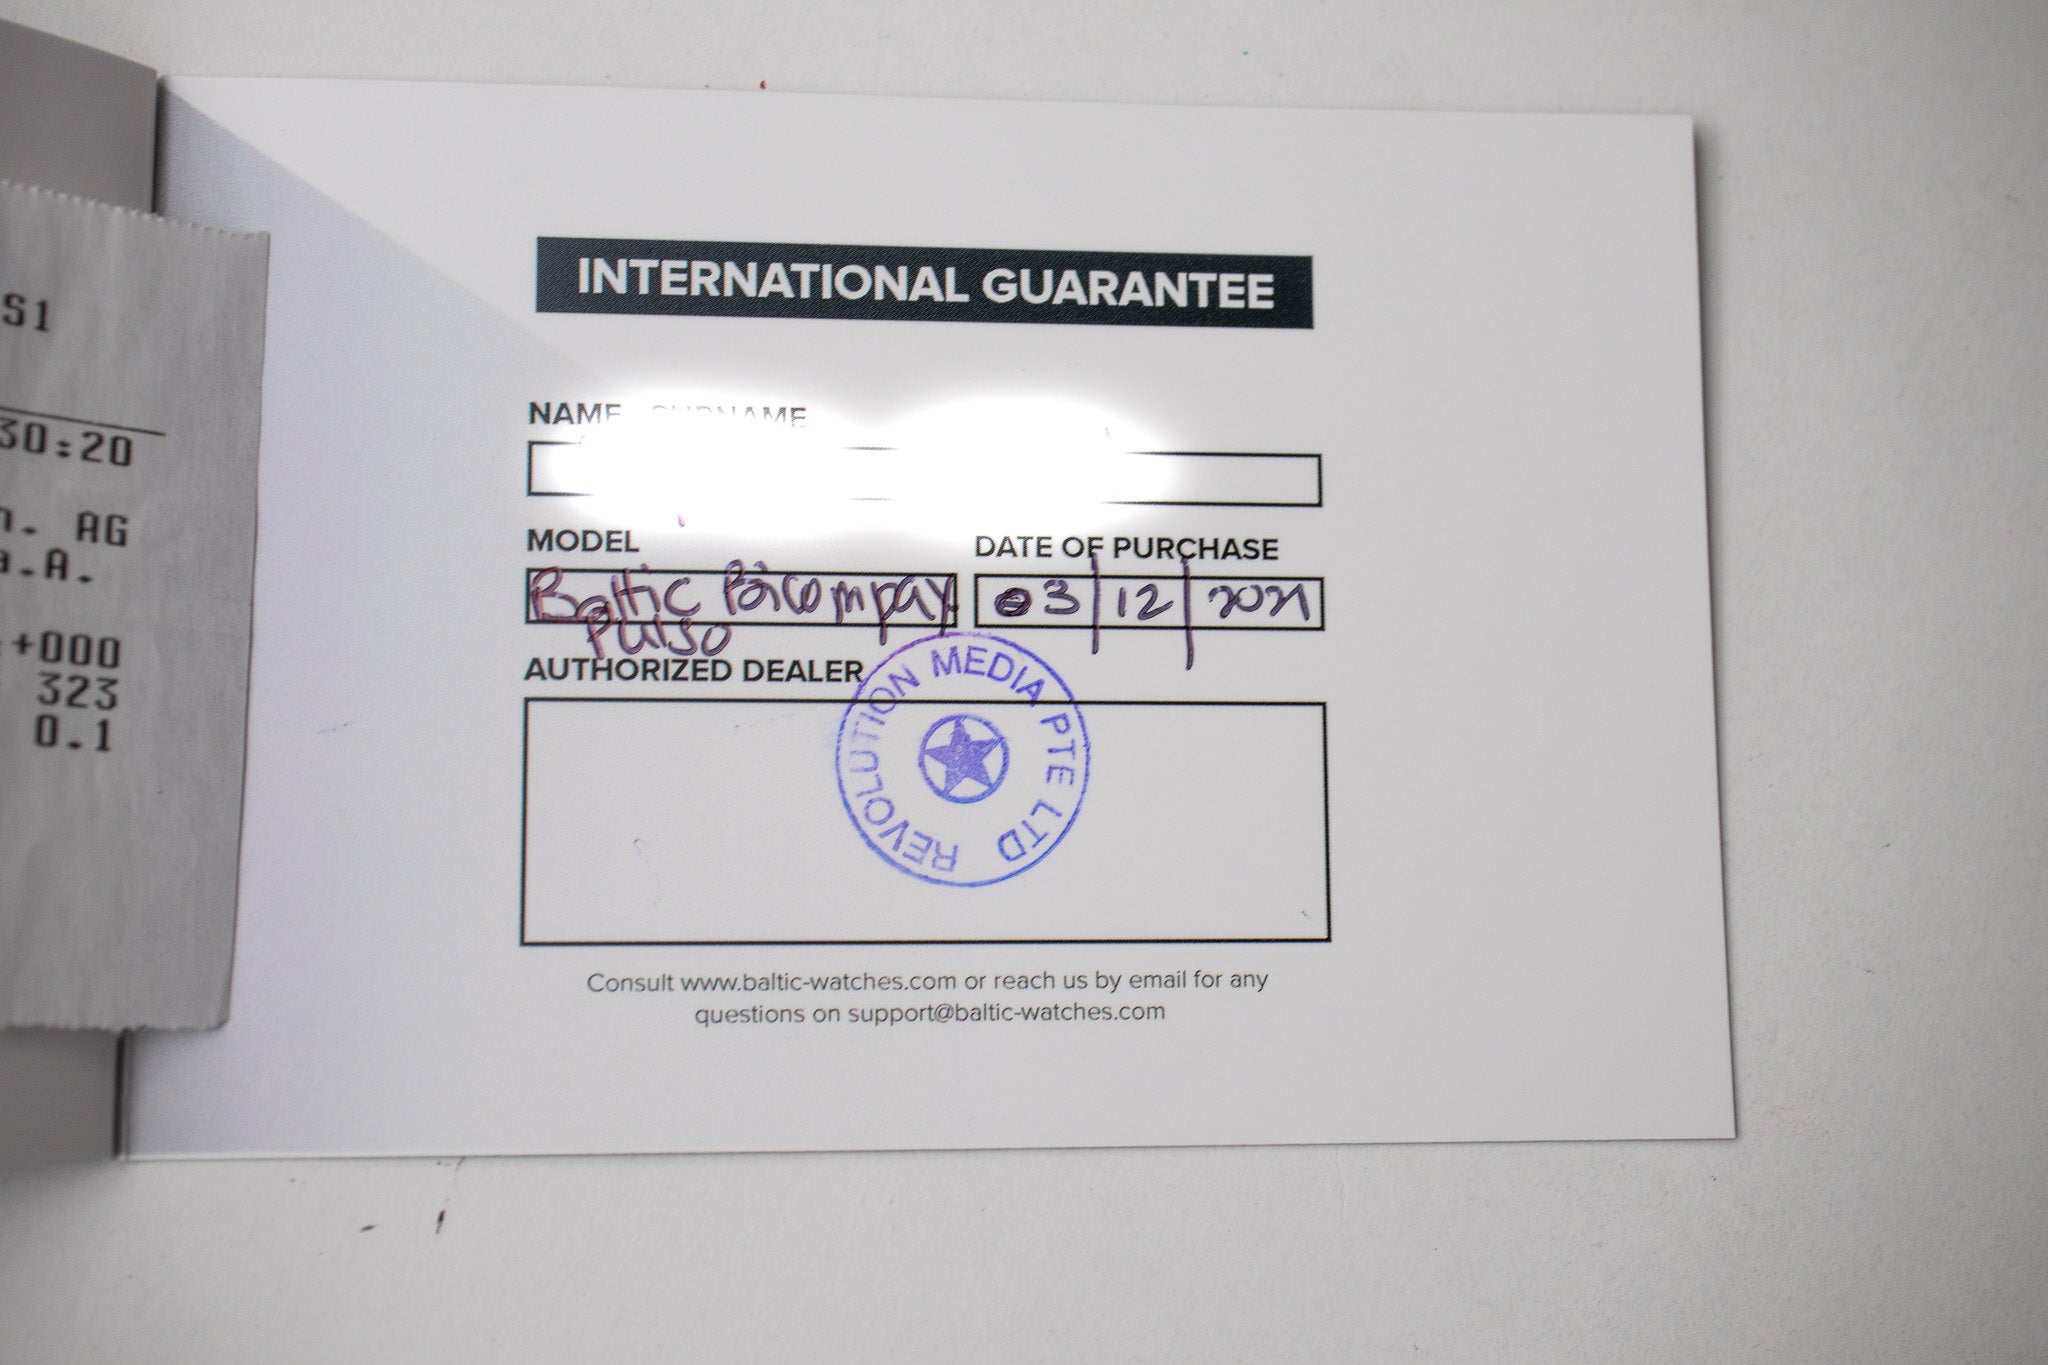 S1
30:20
n. AG
a.A.
+000
323
0.1
INTERNATIONAL GUARANTEE
NAME SURNAME
MODEL
DATE OF PURCHASE
Baltic Bicompax
03/12/2021
Pulso
AUTHORIZED DEALER
REVOLUTION MEDIA PTE LTD
Consult www.baltic-watches.com or reach us by email for any
questions on support@baltic-watches.com